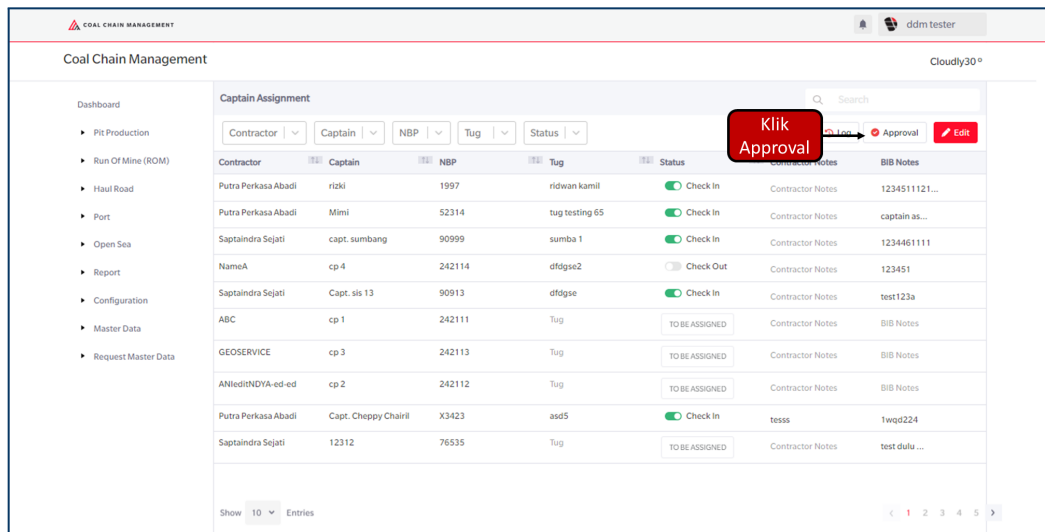 COAL CHAIN MANAGEMENT
ddm tester
Coal Chain Management
Cloudly30°
Dashboard
Pit Production
Run Of Mine (ROM)
Haul Road
Port
Open Sea
Report
Configuration
Master Data
Request Master Data
Captain Assignment
Search
Contractor Captain NBP Tug Status
Klik
Approval
Log Approval Edit
Contractor Captain NBP Tug Status BIB Notes
Putra Perkasa Abadi rizki 1997 ridwan kamil Check In Contractor Notes 1234511121...
Putra Perkasa Abadi Mimi 52314 tug testing 65 Check In Contractor Notes captain as...
Saptaindra Sejati capt. sumbang 90999 sumba 1 Check In Contractor Notes 1234461111
NameA cp 4 242114 dfdgse2 Check Out Contractor Notes 123451
Saptaindra Sejati Capt. sis 13 90913 dfdgse Check In Contractor Notes test123a
ABC cp 1 242111 Tug TO BE ASSIGNED Contractor Notes BIB Notes
GEOSERVICE cp 3 242113 Tug TO BE ASSIGNED Contractor Notes BIB Notes
ANIeditNDYA-ed-ed cp 2 242112 Tug TO BE ASSIGNED Contractor Notes BIB Notes
Putra Perkasa Abadi Capt. Cheppy Chairil X3423 asd5 Check In tesss 1wqd224
Saptaindra Sejati 12312 76535 Tug TO BE ASSIGNED Contractor Notes test dulu ...
Show 10 Entries
< 1 2 3 4 5 >